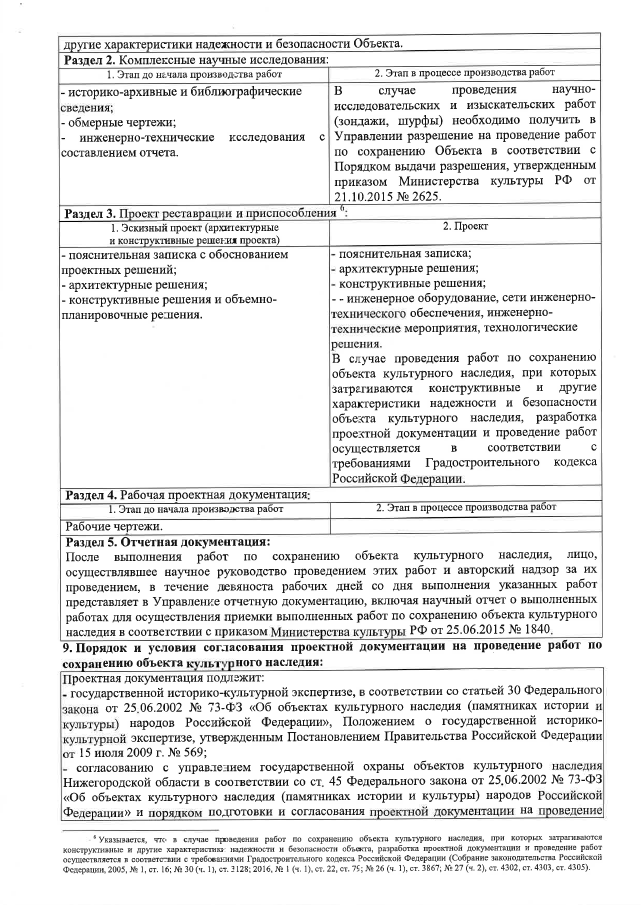 другие характеристики надежности и безопасности Объекта.
Раздел 2. Комплексные научные исследования:
1. Этап до начала производства работ
2. Этап в процессе производства работ
- историко-архивные и библиографические
сведения;
- обмерные чертежи;
- инженерно-технические исследования с
составлением отчета.
В случае проведения научно-
исследовательских и изыскательских работ
(зондажи, шурфы) необходимо получить в
Управлении разрешение на проведение работ
по сохранению Объекта в соответствии с
Порядком выдачи разрешения, утвержденным
приказом Министерства культуры РФ от
21.10.2015 № 2625.
Раздел 3. Проект реставрации и приспособления 6:
1. Эскизный проект (архитектурные
и конструктивные решения проекта)
2. Проект
- пояснительная записка с обоснованием
проектных решений;
- архитектурные решения;
- конструктивные решения и объемно-
планировочные решения.
- пояснительная записка;
- архитектурные решения;
- конструктивные решения;
- - инженерное оборудование, сети инженерно-
технического обеспечения, инженерно-
технические мероприятия, технологические
решения.
В случае проведения работ по сохранению
объекта культурного наследия, при которых
затрагиваются конструктивные и другие
характеристики надежности и безопасности
объекта культурного наследия, разработка
проектной документации и проведение работ
осуществляется в соответствии с
требованиями Градостроительного кодекса
Российской Федерации.
Раздел 4. Рабочая проектная документация:
1. Этап до начала производства работ
2. Этап в процессе производства работ
Рабочие чертежи.
Раздел 5. Отчетная документация:
После выполнения работ по сохранению объекта культурного наследия, лицо,
осуществлявшее научное руководство проведением этих работ и авторский надзор за их
проведением, в течение девяноста рабочих дней со дня выполнения указанных работ
представляет в Управление отчетную документацию, включая научный отчет о выполненных
работах для осуществления приемки выполненных работ по сохранению объекта культурного
наследия в соответствии с приказом Министерства культуры РФ от 25.06.2015 № 1840.
9. Порядок и условия согласования проектной документации на проведение работ по
сохранению объекта культурного наследия:
Проектная документация подлежит:
- государственной историко-культурной экспертизе, в соответствии со статьей 30 Федерального
закона от 25.06.2002 № 73-ФЗ «Об объектах культурного наследия (памятниках истории и
культуры) народов Российской Федерации», Положением о государственной историко-
культурной экспертизе, утвержденным Постановлением Правительства Российской Федерации
от 15 июля 2009 г. № 569;
- согласованию с управлением государственной охраны объектов культурного наследия
Нижегородской области в соответствии со ст. 45 Федерального закона от 25.06.2002 № 73-ФЗ
«Об объектах культурного наследия (памятниках истории и культуры) народов Российской
Федерации» и порядком подготовки и согласования проектной документации на проведение
6 Указывается, что в случае проведения работ по сохранению объекта культурного наследия, при которых затрагиваются
конструктивные и другие характеристики надежности и безопасности объекта, разработка проектной документации и проведение работ
осуществляется в соответствии с требованиями Градостроительного кодекса Российской Федерации (Собрание законодательства Российской
Федерации, 2005, № 1, ст. 16; № 30 (ч. 1), ст. 3128; 2016, № 1 (ч. 1), ст. 22, ст. 79; № 26 (ч. 1), ст. 3867; № 27 (ч. 2), ст. 4302, ст. 4303, ст. 4305).